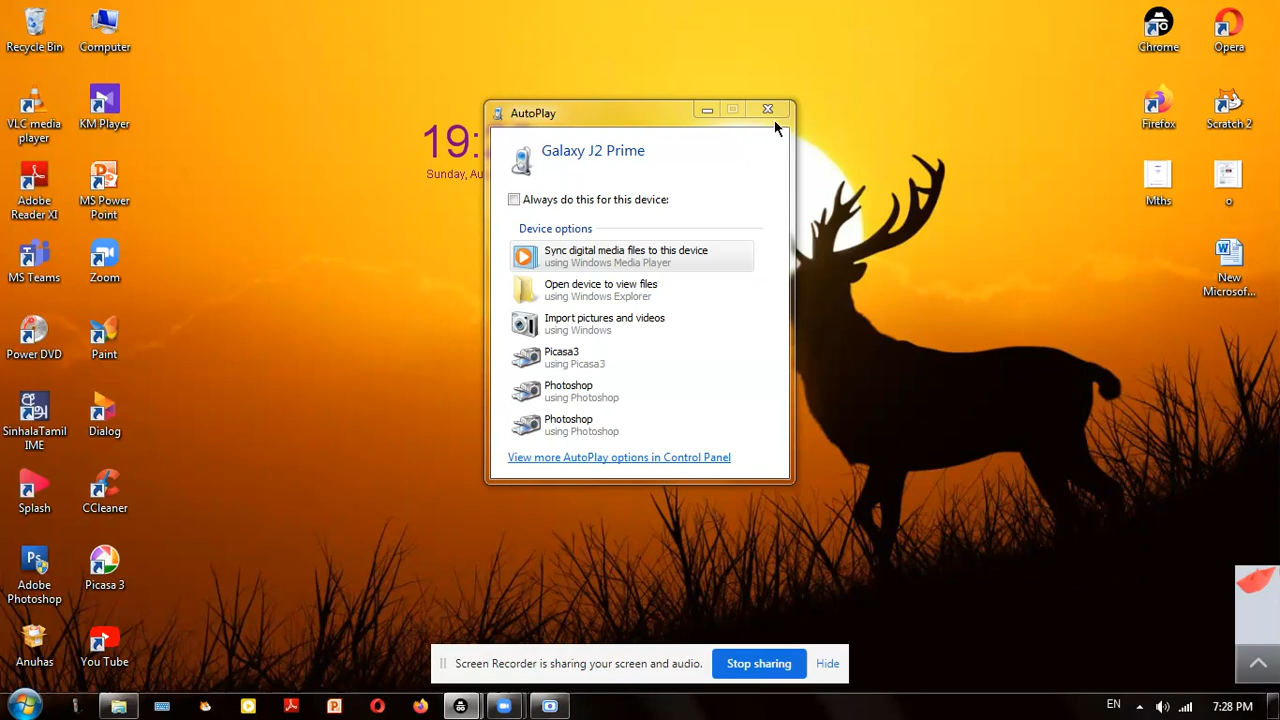 Recycle Bin
Computer
VLC media
player
KM Player
Adobe
Reader XI
MS Power
Point
MS Teams
Zoom
Power DVD
Paint
SinhalaTamil
IME
Dialog
Splash
CCleaner
Adobe
Photoshop
Picasa 3
Anuhas
You Tube
19:
Sunday, Au
AutoPlay
Galaxy J2 Prime
Always do this for this device:
Device options
Sync digital media files to this device
using Windows Media Player
Open device to view files
using Windows Explorer
Import pictures and videos
using Windows
Picasa3
using Picasa3
Photoshop
using Photoshop
Photoshop
using Photoshop
View more AutoPlay options in Control Panel
Chrome
Opera
Firefox
Scratch 2
Mths
o
New
Microsof...
Screen Recorder is sharing your screen and audio.
Stop sharing
Hide
EN
7:28 PM